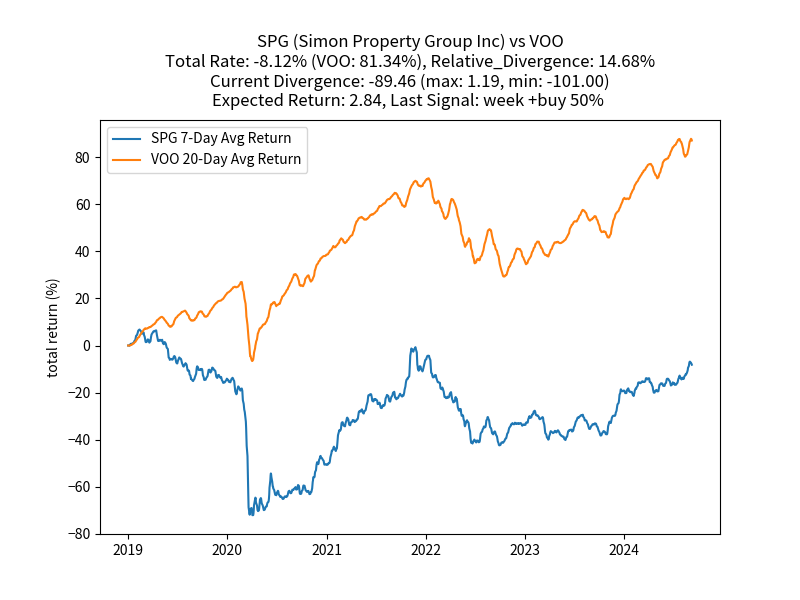 SPG (Simon Property Group Inc) vs VOO
Total Rate: -8.12% (VOO: 81.34%), Relative_Divergence: 14.68%
Current Divergence: -89.46 (max: 1.19, min: -101.00)
Expected Return: 2.84, Last Signal: week +buy 50%
SPG 7-Day Avg Return
VOO 20-Day Avg Return
total return (%)
80
60
40
20
0
−20
−40
−60
−80
2019 2020 2021 2022 2023 2024